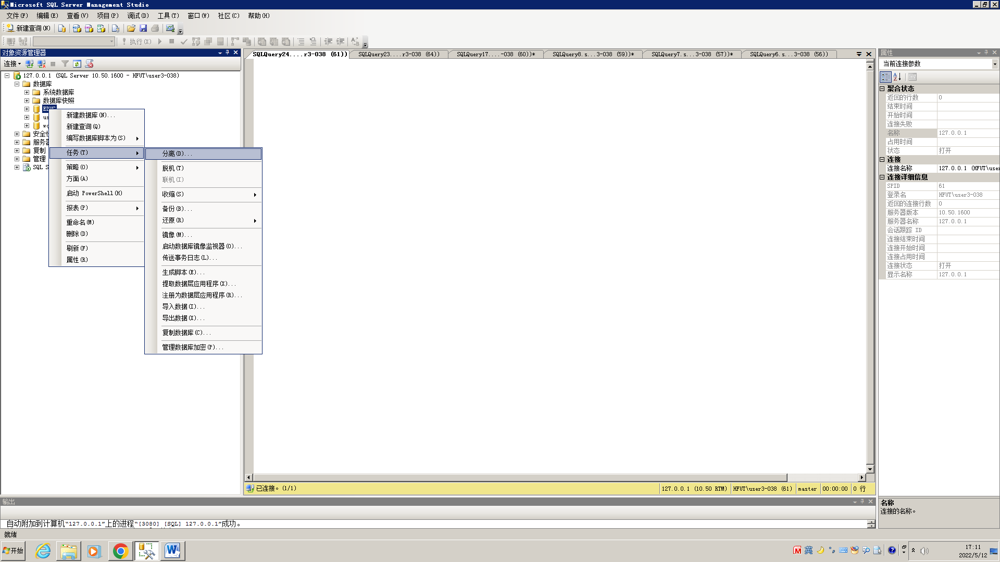 Microsoft SQL Server Management Studio
文件(F) 编辑(E) 查看(V) 项目(P) 调试(D) 工具(T) 窗口(W) 社区(C) 帮助(H)
新建查询(N)
执行(X)
对象资源管理器
连接
127.0.0.1 (SQL Server 10.50.1600 - HFUT\user3-038)
数据库
系统数据库
数据库快照
us
安全
服务器
复制
管理
SQL S
新建数据库(N)...
新建查询(Q)
编写数据库脚本为(S)
任务(T)
策略(O)
方面(A)
启动 PowerShell(H)
报表(P)
重命名(M)
删除(D)
刷新(F)
属性(R)
分离(D)...
脱机(T)
联机(I)
收缩(S)
备份(B)...
还原(R)
镜像(M)...
启动数据库镜像监视器(O)...
传送事务日志(L)...
生成脚本(E)...
提取数据层应用程序(X)...
注册为数据层应用程序(R)...
导入数据(I)...
导出数据(X)...
复制数据库(C)...
管理数据库加密(P)...
SQLQuery24....r3-038 (61)) SQLQuery23....r3-038 (64)) SQLQuery17....-038 (60))* SQLQuery8.s...3-038 (59))* SQLQuery7.s...3-038 (57))* SQLQuery6.s...3-038 (56))
已连接。(1/1) 127.0.0.1 (10.50 RTM) HFUT\user3-038 (61) master 00:00:00 0 行
属性
当前连接参数
聚合状态
返回的行数 0
结束时间
开始时间
连接失败
名称 127.0.0.1
占用时间
状态 打开
连接
连接名称 127.0.0.1 (HFUT\user
连接详细信息
SPID 61
登录名 HFUT\user3-038
返回的连接行数 0
服务器版本 10.50.1600
服务器名称 127.0.0.1
会话跟踪 ID
连接结束时间
连接开始时间
连接占用时间
连接状态 打开
显示名称 127.0.0.1
名称
连接的名称。
输出
自动附加到计算机“127.0.0.1”上的进程“[3080] [SQL] 127.0.0.1”成功。
就绪
开始
英
17:11
2022/5/12